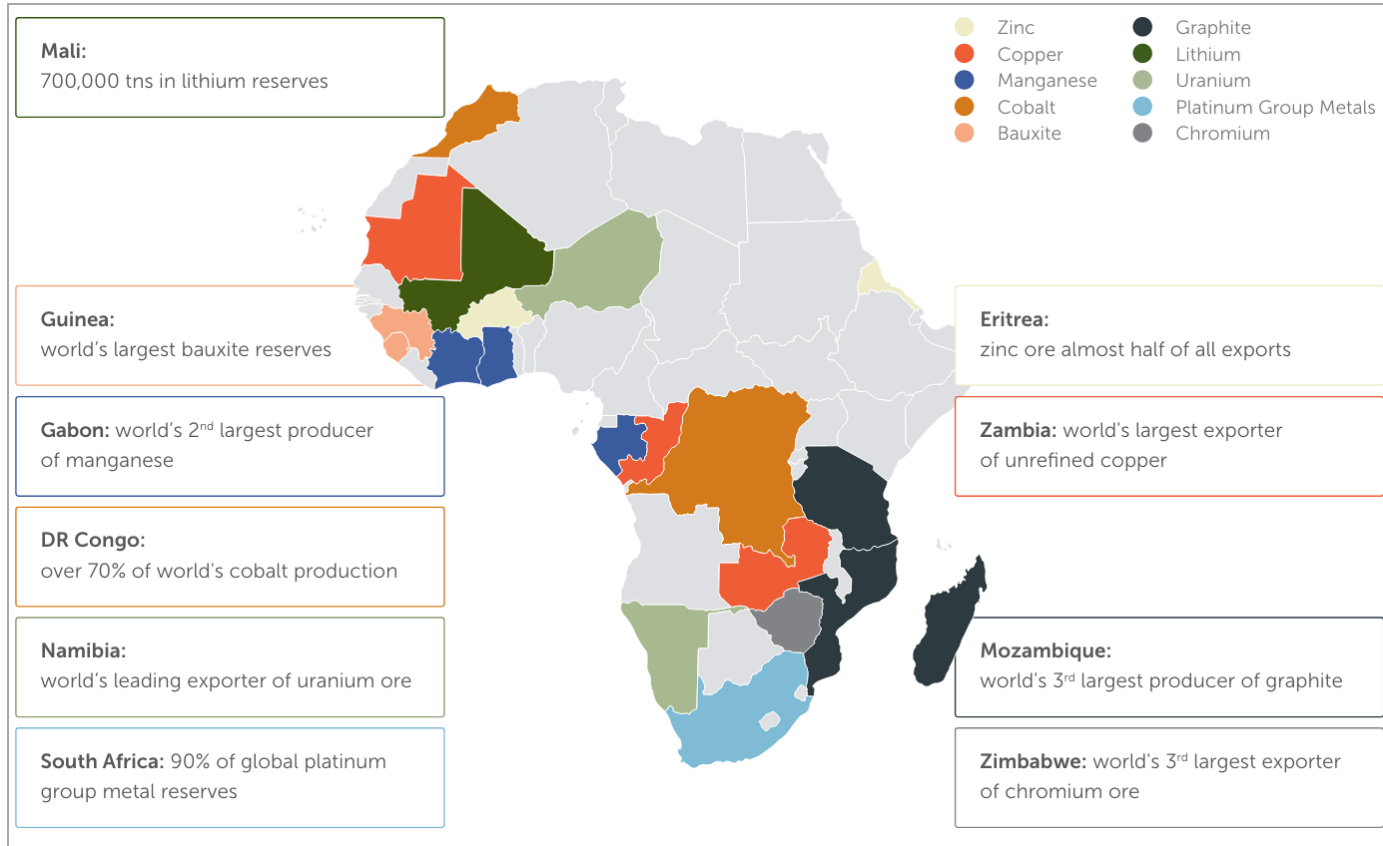 Mali:
700,000 tns in lithium reserves
Guinea:
world’s largest bauxite reserves
Gabon: world’s 2nd largest producer
of manganese
DR Congo:
over 70% of world's cobalt production
Namibia:
world’s leading exporter of uranium ore
South Africa: 90% of global platinum
group metal reserves
Zinc
Copper
Manganese
Cobalt
Bauxite
Graphite
Lithium
Uranium
Platinum Group Metals
Chromium
Eritrea:
zinc ore almost half of all exports
Zambia: world's largest exporter
of unrefined copper
Mozambique:
world's 3rd largest producer of graphite
Zimbabwe: world's 3rd largest exporter
of chromium ore